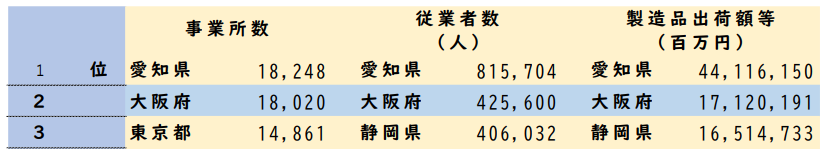 事業所数 従業者数（人） 製造品出荷額等（百万円）
1 位 愛知県 18,248 愛知県 815,704 愛知県 44,116,150
2 大阪府 18,020 大阪府 425,600 大阪府 17,120,191
3 東京都 14,861 静岡県 406,032 静岡県 16,514,733